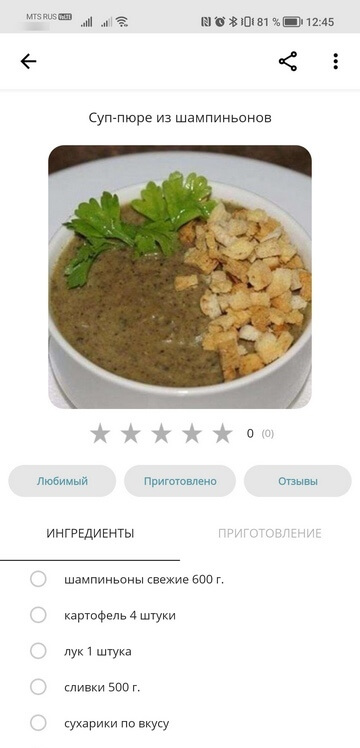 MTS RUS VoLTE
81 %
12:45
Суп-пюре из шампиньонов
0 (0)
Любимый
Приготовлено
Отзывы
ИНГРЕДИЕНТЫ
ПРИГОТОВЛЕНИЕ
шампиньоны свежие 600 г.
картофель 4 штуки
лук 1 штука
сливки 500 г.
сухарики по вкусу